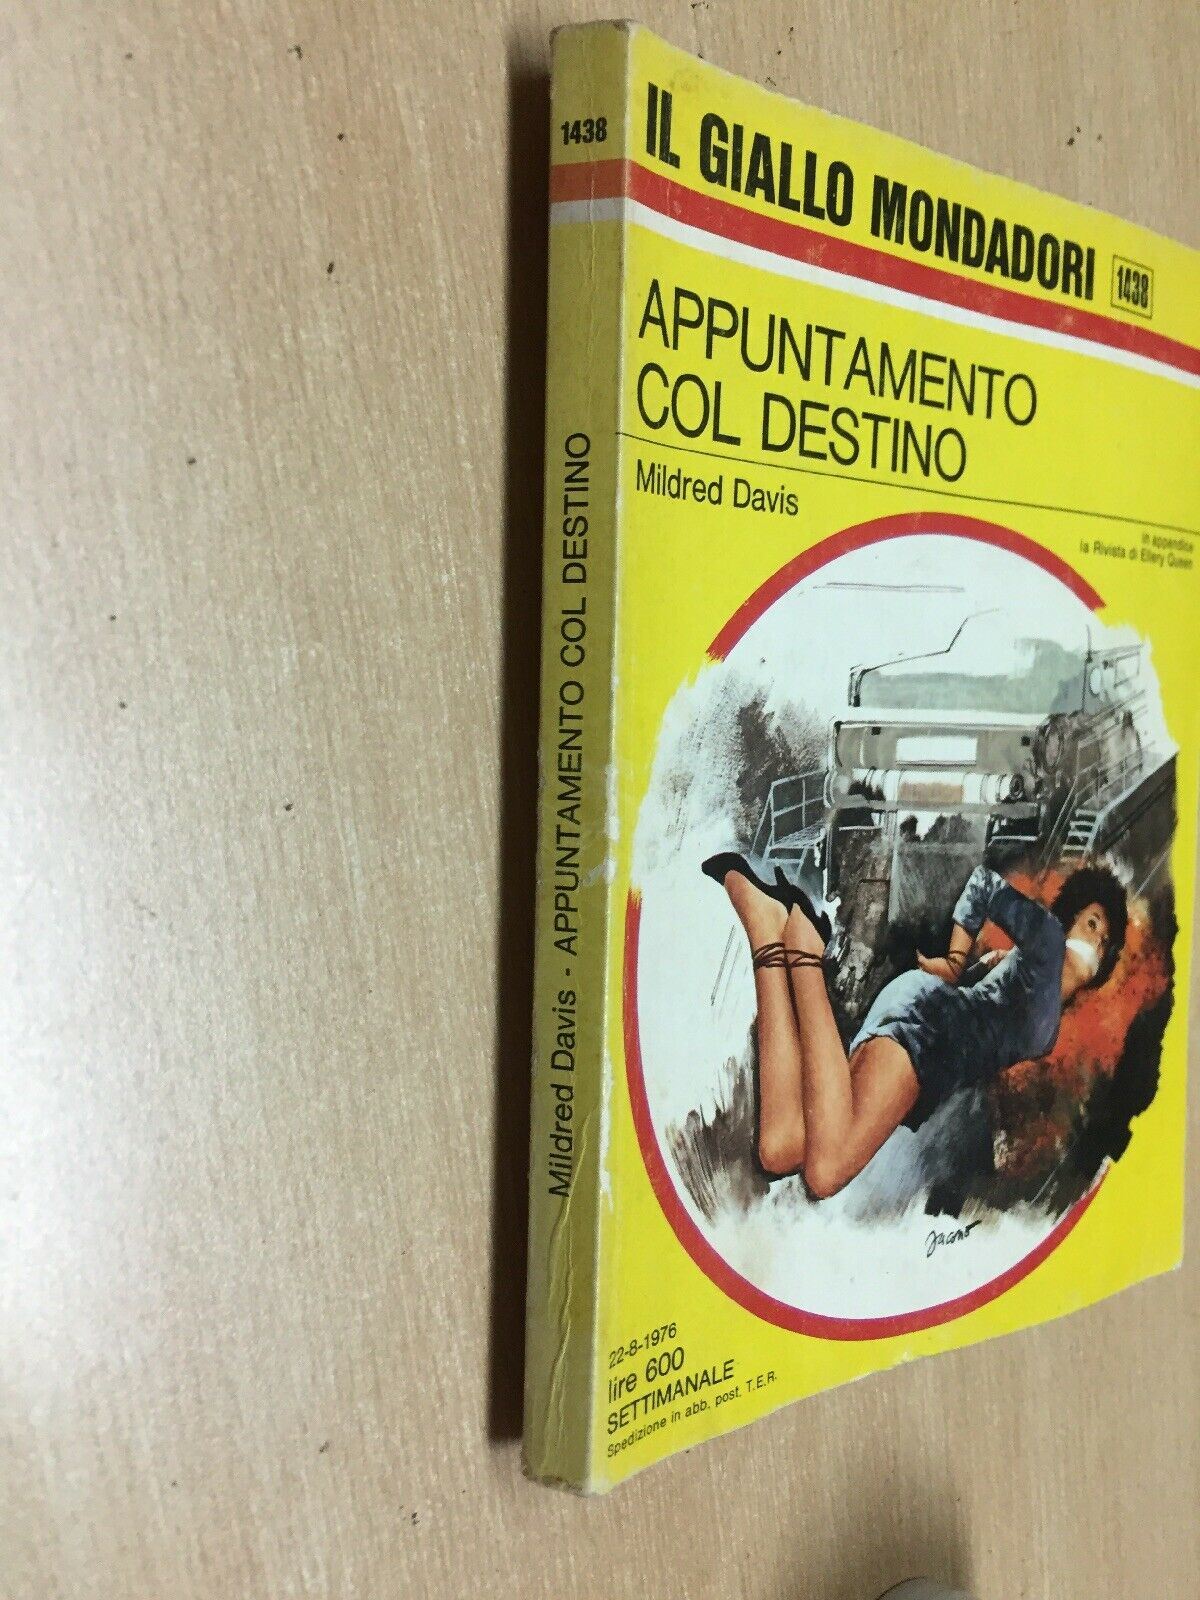 1438
Mildred Davis - APPUNTAMENTO COL DESTINO
IL GIALLO MONDADORI 1438
APPUNTAMENTO
COL DESTINO
Mildred Davis
In appendice
la Rivista di Ellery Queen
Jacono
22-8-1976
lire 600
SETTIMANALE
Spedizione in abb. post. T.E.R.